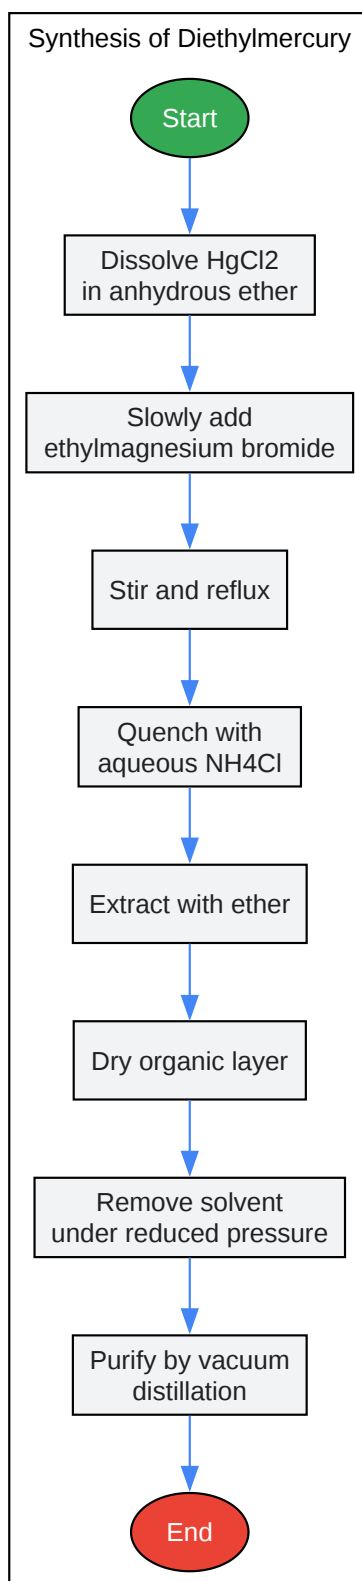 Synthesis of Diethylmercury
Start
Dissolve HgCl2
in anhydrous ether
Slowly add
ethylmagnesium bromide
Stir and reflux
Quench with
aqueous NH4Cl
Extract with ether
Dry organic layer
Remove solvent
under reduced pressure
Purify by vacuum
distillation
End